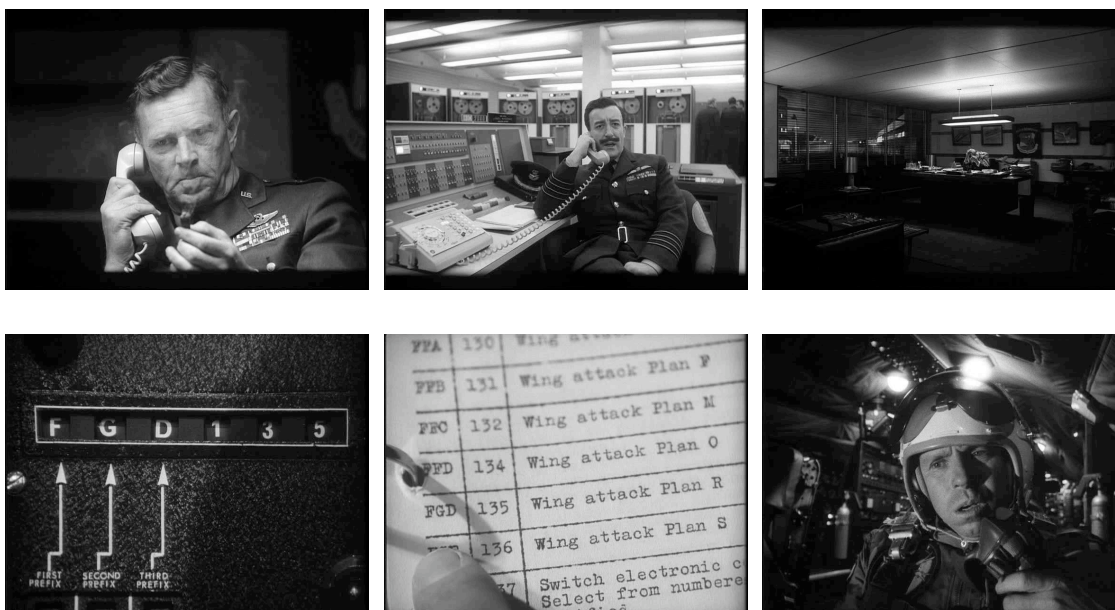 U.S.
F G D 1 3 5
FIRST PREFIX
SECOND PREFIX
THIRD PREFIX
FFA 130 Wing
FFB 131 Wing attack Plan F
FFC 132 Wing attack Plan M
FFD 134 Wing attack Plan O
FGD 135 Wing attack Plan R
136 Wing attack Plan S
Switch electronic
Select from